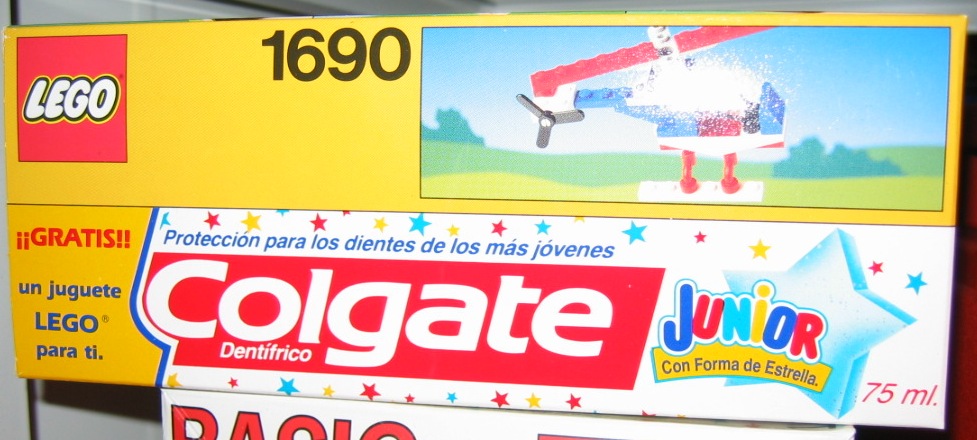 LEGO
1690
¡¡GRATIS!!
un juguete
LEGO®
para ti.
Protección para los dientes de los más jóvenes
Colgate
Dentífrico
JUNiOR
Con Forma de Estrella.
75 ml.
BASIC